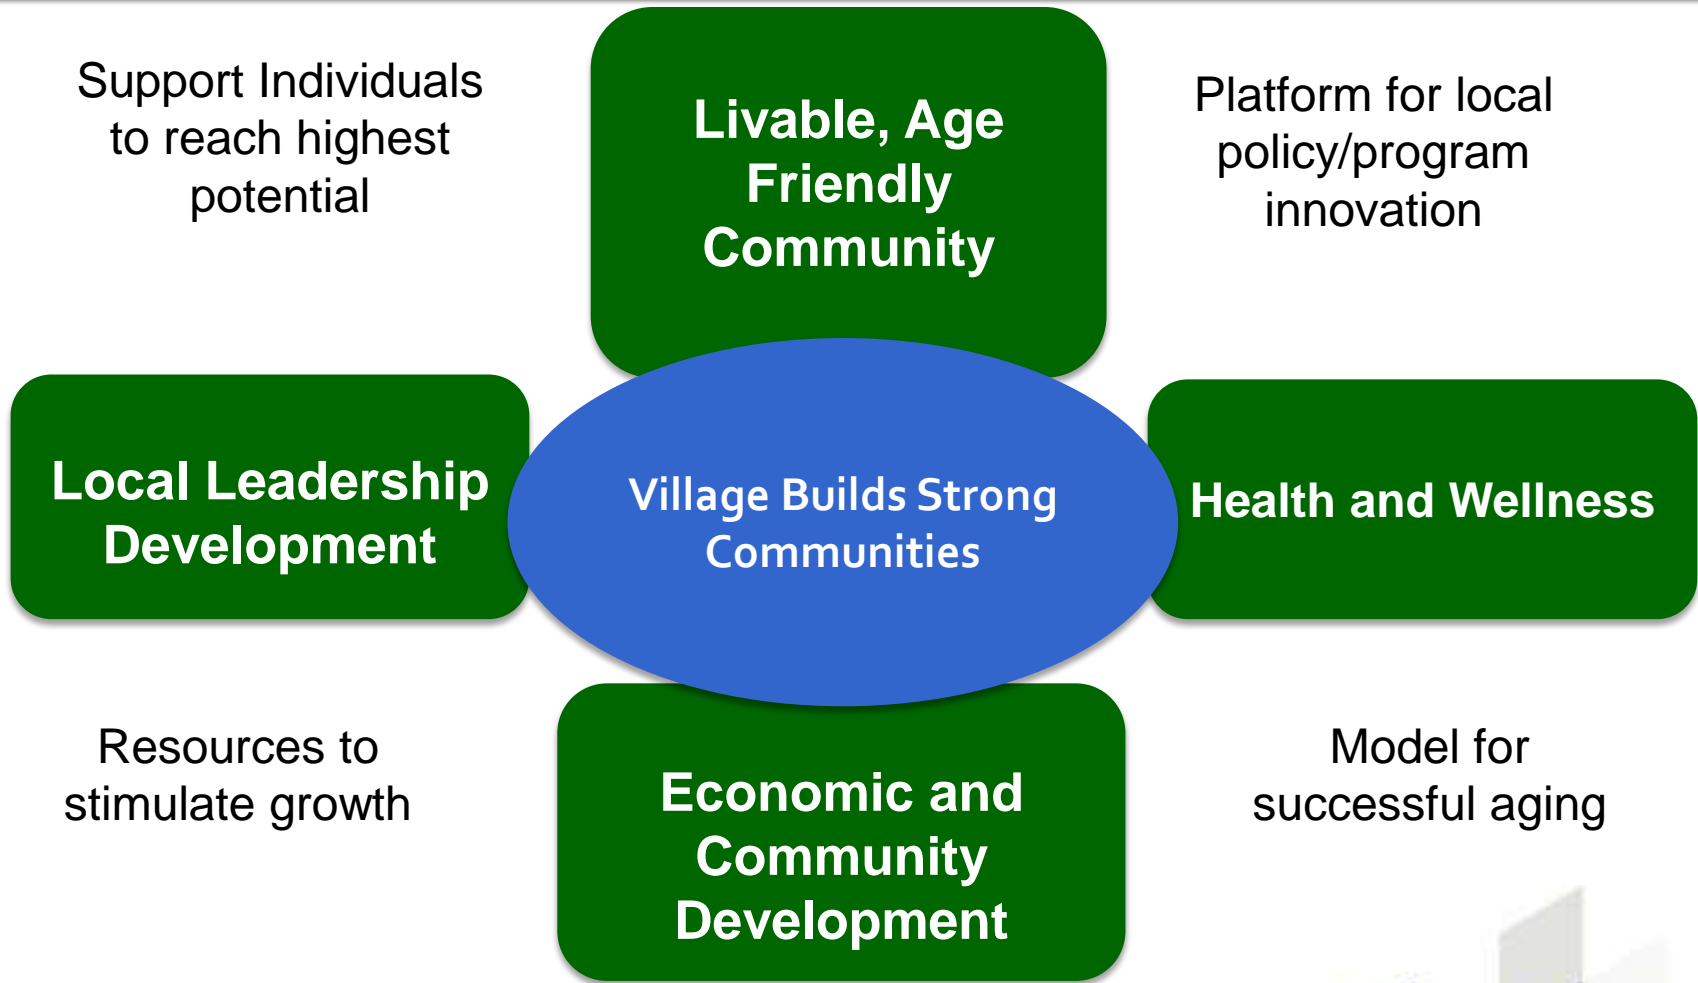 Support Individuals
to reach highest
potential
Livable, Age
Friendly
Community
Platform for local
policy/program
innovation
Local Leadership
Development
Village Builds Strong
Communities
Health and Wellness
Resources to
stimulate growth
Economic and
Community
Development
Model for
successful aging